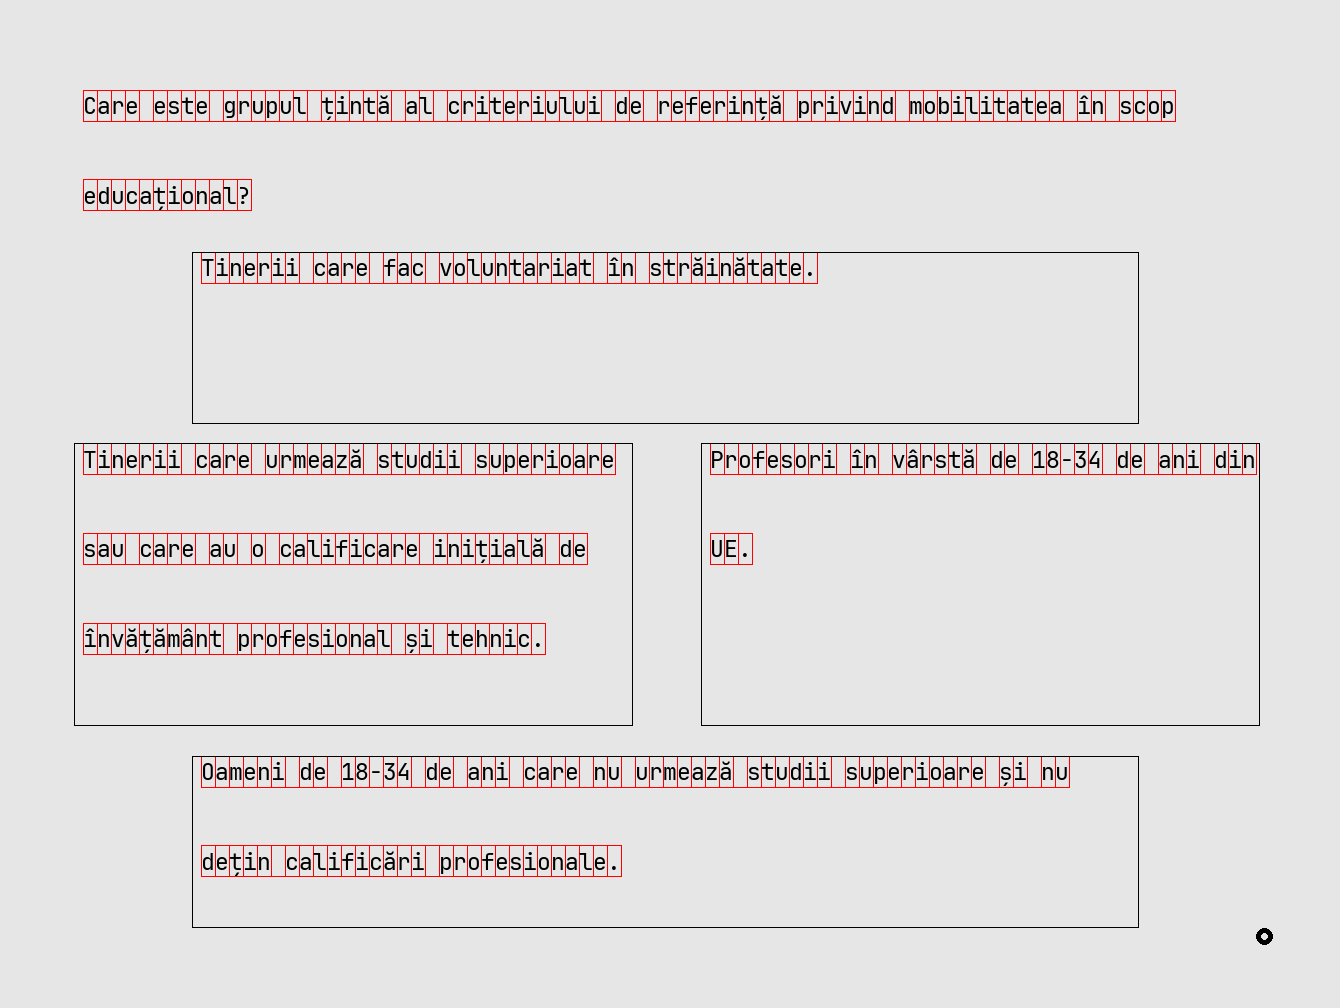 Care este grupul țintă al criteriului de referință privind mobilitatea în scop
educațional?
Tinerii care fac voluntariat în străinătate.
Tinerii care urmează studii superioare
sau care au o calificare inițială de
învățământ profesional și tehnic.
Profesori în vârstă de 18-34 de ani din
UE.
Oameni de 18-34 de ani care nu urmează studii superioare și nu
dețin calificări profesionale.